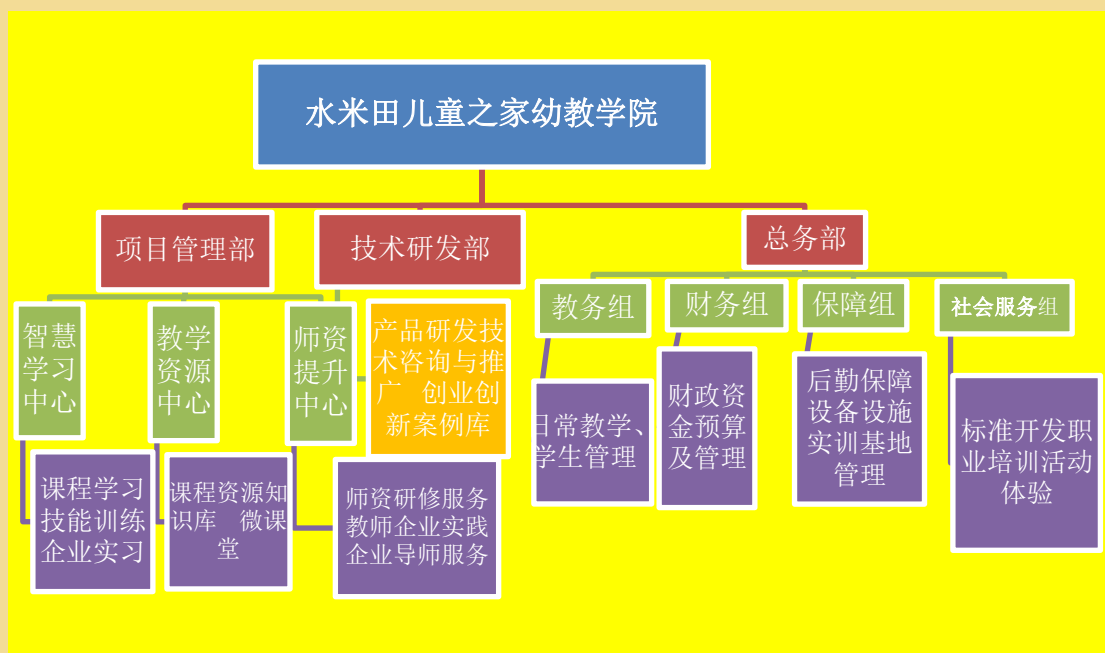 水米田儿童之家幼教学院
项目管理部
技术研发部
总务部
智慧
学习
中心
教学
资源
中心
师资
提升
中心
产品研发技
术咨询与推
广 创业创
新案例库
教务组
财务组
保障组
社会服务组
课程学习
技能训练
企业实习
课程资源知
识库 微课
堂
师资研修服务
教师企业实践
企业导师服务
日常教学、
学生管理
财政资
金预算
及管理
后勤保障
设备设施
实训基地
管理
标准开发职
业培训活动
体验